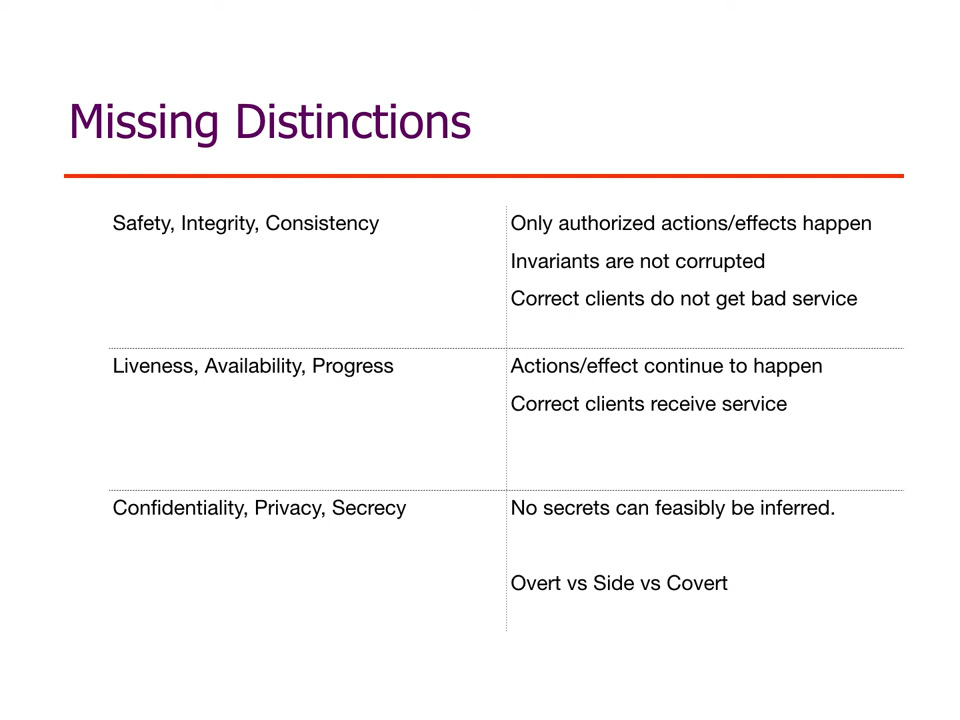 Missing Distinctions
Safety, Integrity, Consistency
Only authorized actions/effects happen
Invariants are not corrupted
Correct clients do not get bad service
Liveness, Availability, Progress
Actions/effect continue to happen
Correct clients receive service
Confidentiality, Privacy, Secrecy
No secrets can feasibly be inferred.
Overt vs Side vs Covert